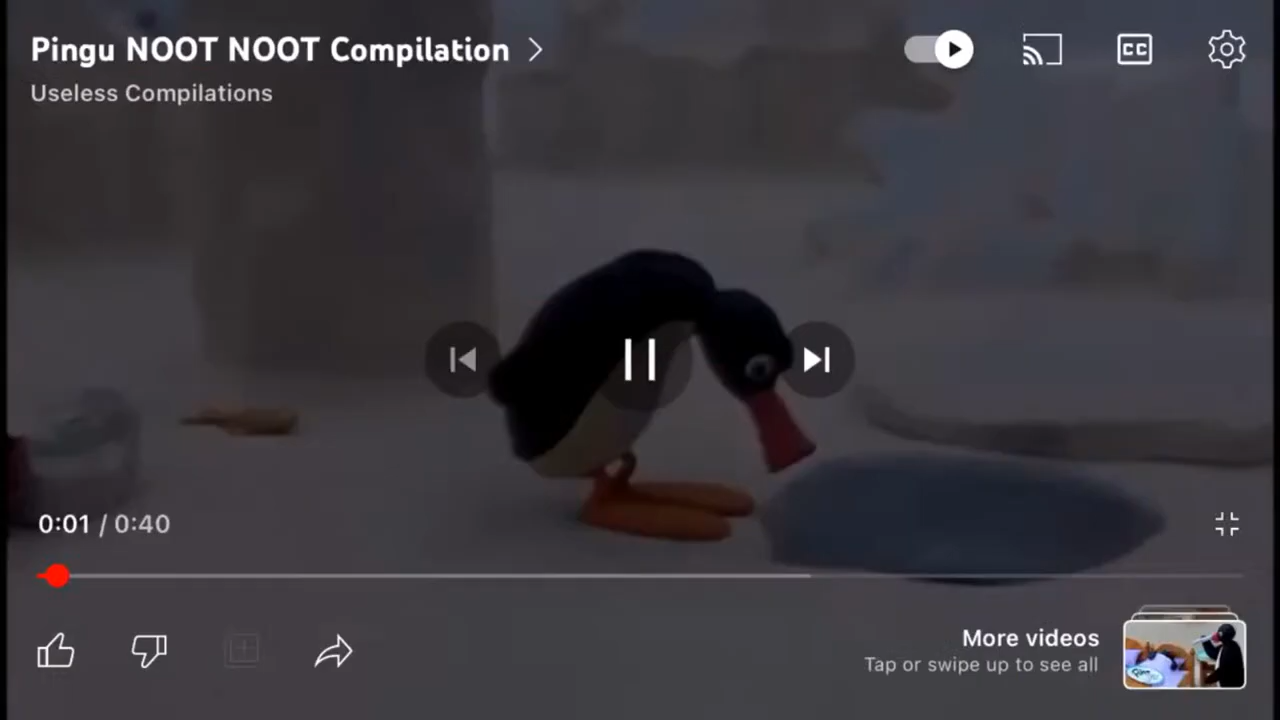 Pingu NOOT NOOT Compilation
Useless Compilations
CC
0:01 / 0:40
More videos
Tap or swipe up to see all